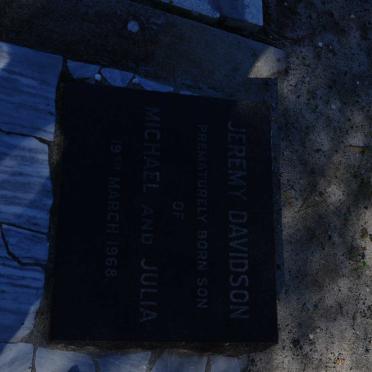 JEREMY DAVIDSON
PREMATURELY BORN SON
OF
MICHAEL AND JULIA
19TH MARCH 1968